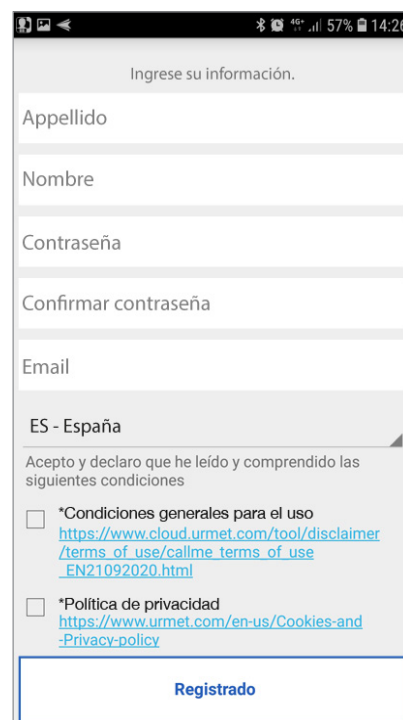 4G+ 57% 14:26
Ingrese su información.
Appellido
Nombre
Contraseña
Confirmar contraseña
Email
ES - España
Acepto y declaro que he leído y comprendido las
siguientes condiciones
*Condiciones generales para el uso
https://www.cloud.urmet.com/tool/disclaimer
/terms_of_use/callme_terms_of_use
_EN21092020.html
*Política de privacidad
https://www.urmet.com/en-us/Cookies-and
-Privacy-policy
Registrado